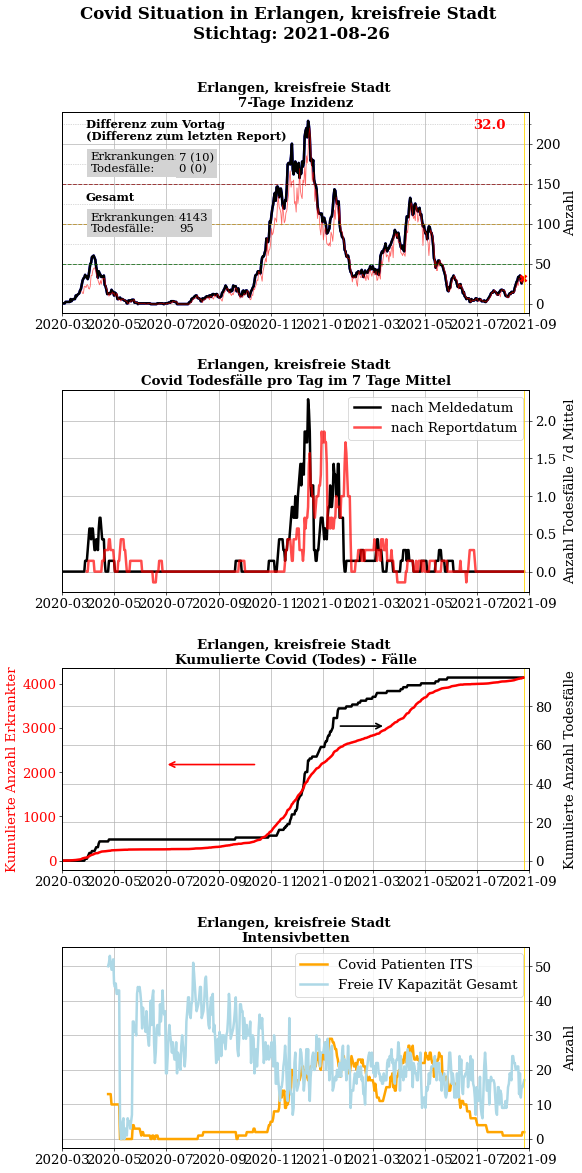 Covid Situation in Erlangen, kreisfreie Stadt
Stichtag: 2021-08-26
Erlangen, kreisfreie Stadt
7-Tage Inzidenz
Differenz zum Vortag
(Differenz zum letzten Report)
Erkrankungen 7 (10)
Todesfälle: 0 (0)
Gesamt
Erkrankungen 4143
Todesfälle: 95
32.0
200
150
100
50
0
Anzahl
2020-03 2020-05 2020-07 2020-09 2020-11 2021-01 2021-03 2021-05 2021-07 2021-09
Erlangen, kreisfreie Stadt
Covid Todesfälle pro Tag im 7 Tage Mittel
nach Meldedatum
nach Reportdatum
2.0
1.5
1.0
0.5
0.0
Anzahl Todesfälle 7d Mittel
2020-03 2020-05 2020-07 2020-09 2020-11 2021-01 2021-03 2021-05 2021-07 2021-09
Erlangen, kreisfreie Stadt
Kumulierte Covid (Todes) - Fälle
Kumulierte Anzahl Erkrankter
4000
3000
2000
1000
0
80
60
40
20
0
Kumulierte Anzahl Todesfälle
2020-03 2020-05 2020-07 2020-09 2020-11 2021-01 2021-03 2021-05 2021-07 2021-09
Erlangen, kreisfreie Stadt
Intensivbetten
Covid Patienten ITS
Freie IV Kapazität Gesamt
50
40
30
20
10
0
Anzahl
2020-03 2020-05 2020-07 2020-09 2020-11 2021-01 2021-03 2021-05 2021-07 2021-09